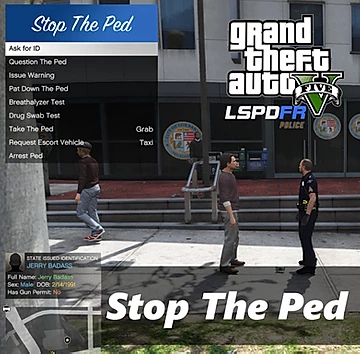 Stop The Ped
Ask for ID
Question The Ped
Issue Warning
Pat Down The Ped
Breathalyzer Test
Drug Swab Test
Take The Ped Grab
Request Escort Vehicle Taxi
Arrest Ped
grand
theft
auto
FIVE
V
LSPDFR
POLICE
STATE ISSUED IDENTIFICATION
JERRY BADASS
Full Name: Jerry Badass
Sex: Male DOB: 2/14/1991
Has Gun Permit: No
Stop The Ped